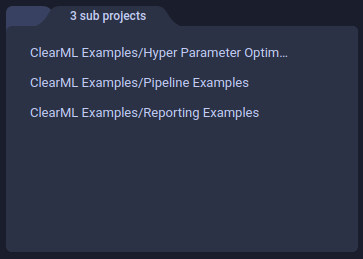 3 sub projects
ClearML Examples/Hyper Parameter Optim...
ClearML Examples/Pipeline Examples
ClearML Examples/Reporting Examples